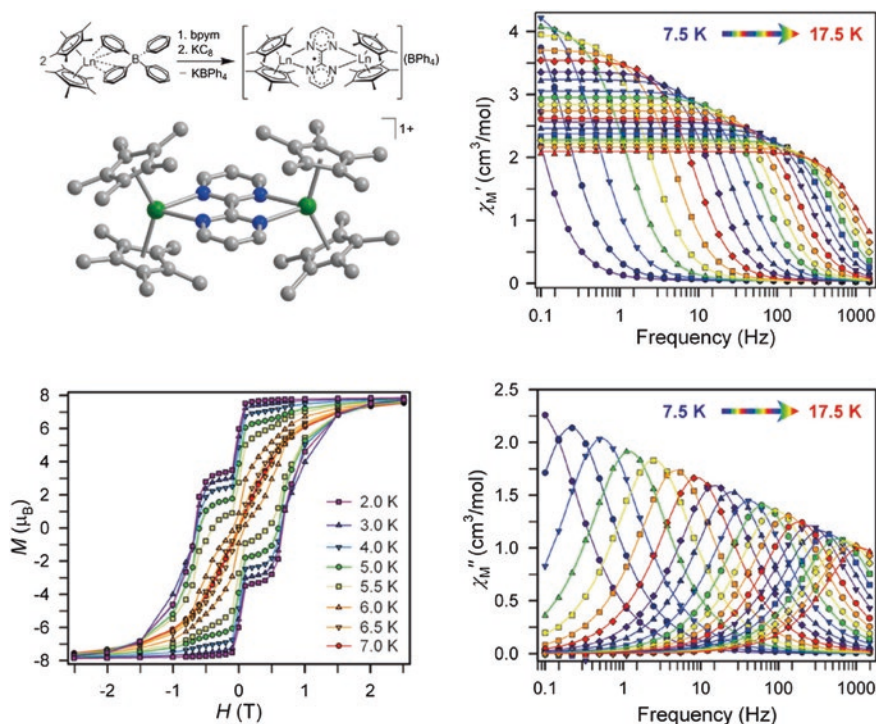 2 Ln B
1. bpym
2. KC8
− KBPh4
Ln N N N N Ln (BPh4)
1+
χM′ (cm3/mol)
4
3
2
1
0
7.5 K 17.5 K
0.1 1 10 100 1000
Frequency (Hz)
M (μB)
8
6
4
2
0
-2
-4
-6
-8
2.0 K
3.0 K
4.0 K
5.0 K
5.5 K
6.0 K
6.5 K
7.0 K
-2 -1 0 1 2
H (T)
χM″ (cm3/mol)
2.5
2.0
1.5
1.0
0.5
0.0
7.5 K 17.5 K
0.1 1 10 100 1000
Frequency (Hz)